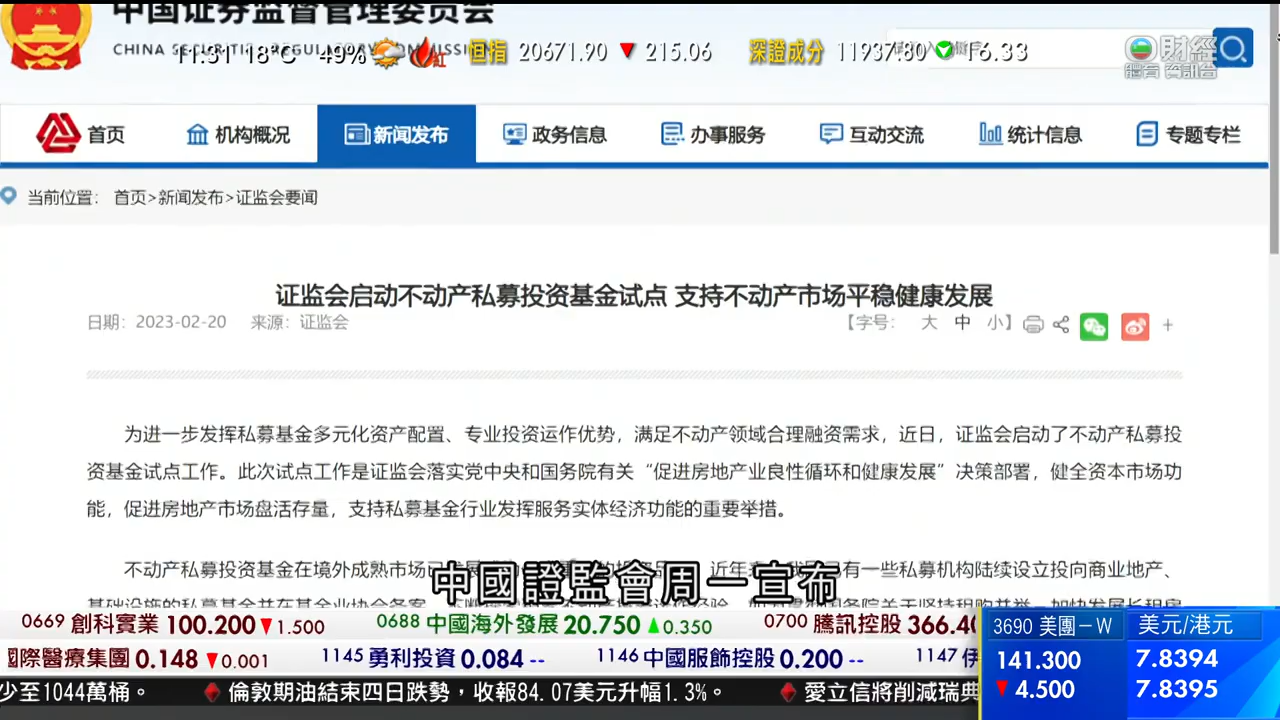 中国证券监督管理委员会
11:31 18°C 49% 紅 恒指 20671.90 ▼ 215.06 深證成分 11937.80 16.33
財經
體育 資訊台
首页 机构概况 新闻发布 政务信息 办事服务 互动交流 统计信息 专题专栏
当前位置： 首页>新闻发布>证监会要闻
证监会启动不动产私募投资基金试点 支持不动产市场平稳健康发展
日期：2023-02-20 来源：证监会 【字号： 大 中 小】 +
为进一步发挥私募基金多元化资产配置、专业投资运作优势，满足不动产领域合理融资需求，近日，证监会启动了不动产私募投
资基金试点工作。此次试点工作是证监会落实党中央和国务院有关“促进房地产业良性循环和健康发展”决策部署，健全资本市场功
能，促进房地产市场盘活存量，支持私募基金行业发挥服务实体经济功能的重要举措。
不动产私募投资基金在境外成熟市场已
近年来
有一些私募机构陆续设立投向商业地产、
中國證監會周一宣布
0669 創科實業 100.200 ▼ 1.500 0688 中國海外發展 20.750 ▲ 0.350 0700 騰訊控股 366.40
國際醫療集團 0.148 ▼ 0.001 1145 勇利投資 0.084 -- 1146 中國服飾控股 0.200 -- 1147 伊
3690 美團－W 美元/港元
141.300 7.8394
▼ 4.500 7.8395
少至1044萬桶。 倫敦期油結束四日跌勢，收報84.07美元升幅1.3%。 愛立信將削減瑞典